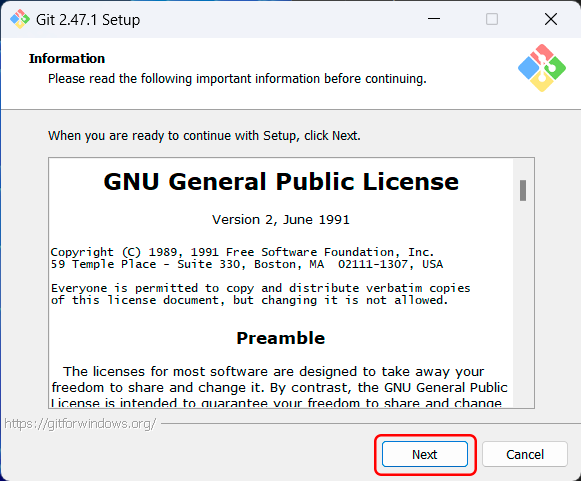 Git 2.47.1 Setup
Information
Please read the following important information before continuing.
When you are ready to continue with Setup, click Next.
GNU General Public License
Version 2, June 1991
Copyright (C) 1989, 1991 Free Software Foundation, Inc.
59 Temple Place - Suite 330, Boston, MA  02111-1307, USA
Everyone is permitted to copy and distribute verbatim copies
of this license document, but changing it is not allowed.
Preamble
The licenses for most software are designed to take away your
freedom to share and change it. By contrast, the GNU General Public
License is intended to guarantee your freedom to share and change
https://gitforwindows.org/
Next
Cancel